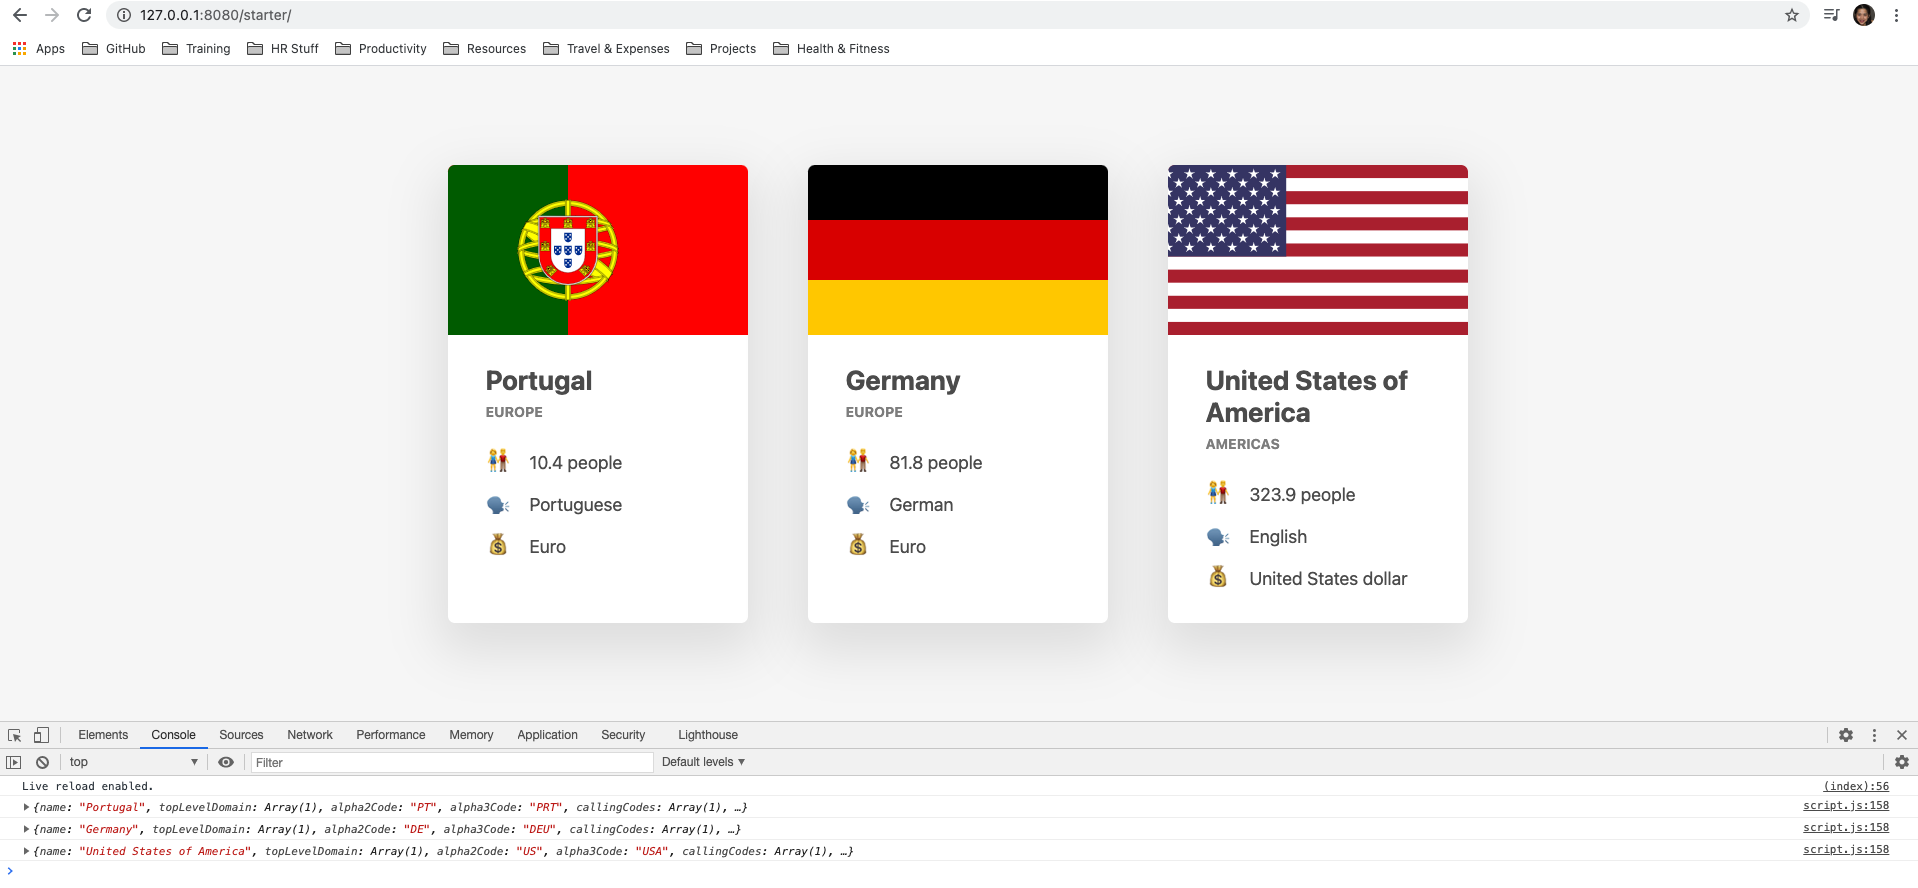 127.0.0.1:8080/starter/
Apps GitHub Training HR Stuff Productivity Resources Travel & Expenses Projects Health & Fitness
Portugal
EUROPE
10.4 people
Portuguese
Euro
Germany
EUROPE
81.8 people
German
Euro
United States of
America
AMERICAS
323.9 people
English
United States dollar
Elements Console Sources Network Performance Memory Application Security Lighthouse
top Filter Default levels
Live reload enabled. (index):56
{name: "Portugal", topLevelDomain: Array(1), alpha2Code: "PT", alpha3Code: "PRT", callingCodes: Array(1), …} script.js:158
{name: "Germany", topLevelDomain: Array(1), alpha2Code: "DE", alpha3Code: "DEU", callingCodes: Array(1), …} script.js:158
{name: "United States of America", topLevelDomain: Array(1), alpha2Code: "US", alpha3Code: "USA", callingCodes: Array(1), …} script.js:158